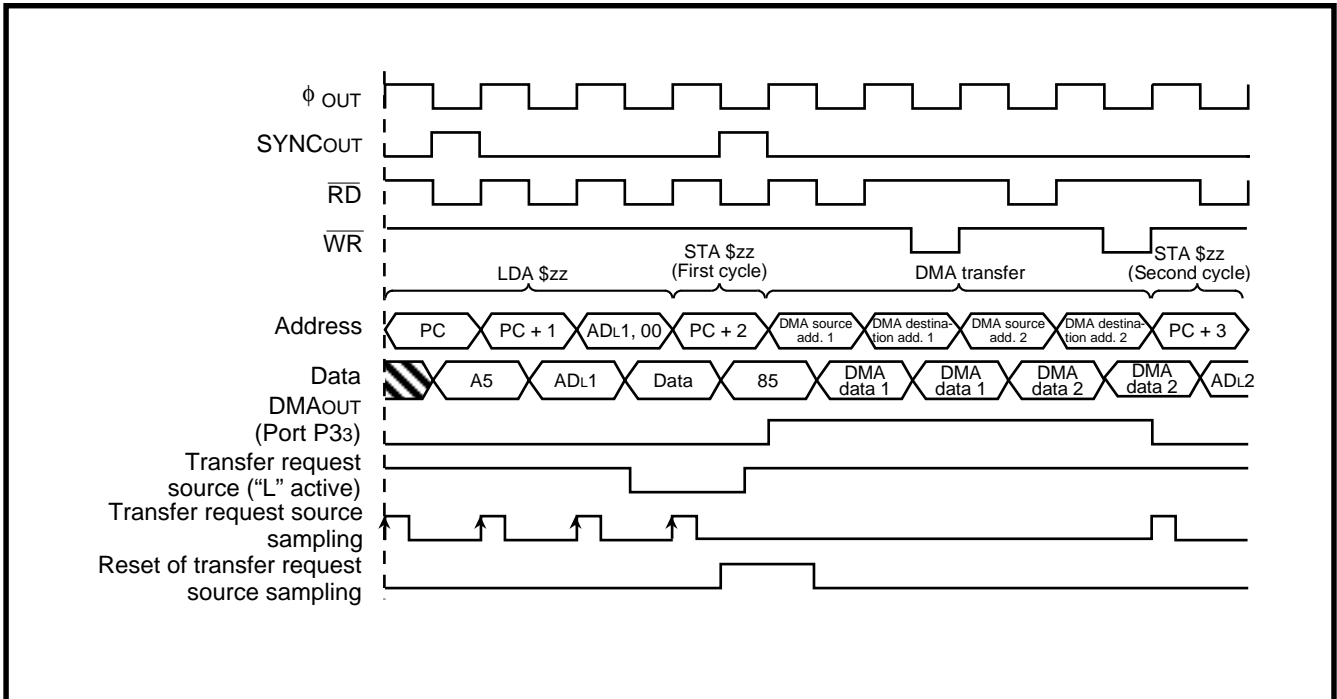 ϕ OUT
SYNCOUT
RD
WR
LDA $zz
STA $zz
(First cycle)
DMA transfer
STA $zz
(Second cycle)
Address
PC
PC + 1
ADL1, 00
PC + 2
DMA source
add. 1
DMA destina-
tion add. 1
DMA source
add. 2
DMA destina-
tion add. 2
PC + 3
Data
A5
ADL1
Data
85
DMA
data 1
DMA
data 1
DMA
data 2
DMA
data 2
ADL2
DMAOUT
(Port P33)
Transfer request
source (“L” active)
Transfer request source
sampling
Reset of transfer request
source sampling